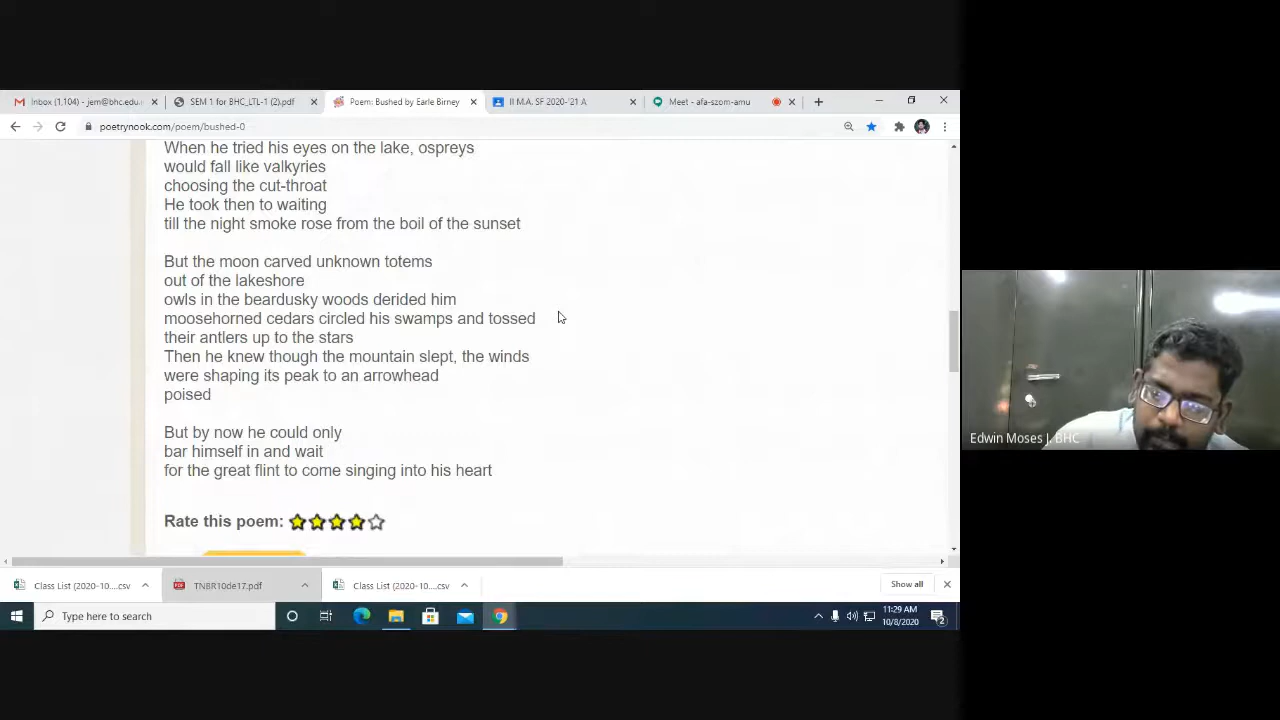 Inbox (1,104) - jem@bhc.edu.
SEM 1 for BHC_LTL-1 (2).pdf
Poem: Bushed by Earle Birney
II M.A. SF 2020-'21 A
Meet - afa-szom-amu
poetrynook.com/poem/bushed-0
When he tried his eyes on the lake, ospreys
would fall like valkyries
choosing the cut-throat
He took then to waiting
till the night smoke rose from the boil of the sunset
But the moon carved unknown totems
out of the lakeshore
owls in the beardusky woods derided him
moosehorned cedars circled his swamps and tossed
their antlers up to the stars
Then he knew though the mountain slept, the winds
were shaping its peak to an arrowhead
poised
But by now he could only
bar himself in and wait
for the great flint to come singing into his heart
Rate this poem:
Edwin Moses J, BHC
Class List (2020-10....csv
TN8R10de17.pdf
Class List (2020-10....csv
Show all
Type here to search
11:29 AM
10/8/2020
2